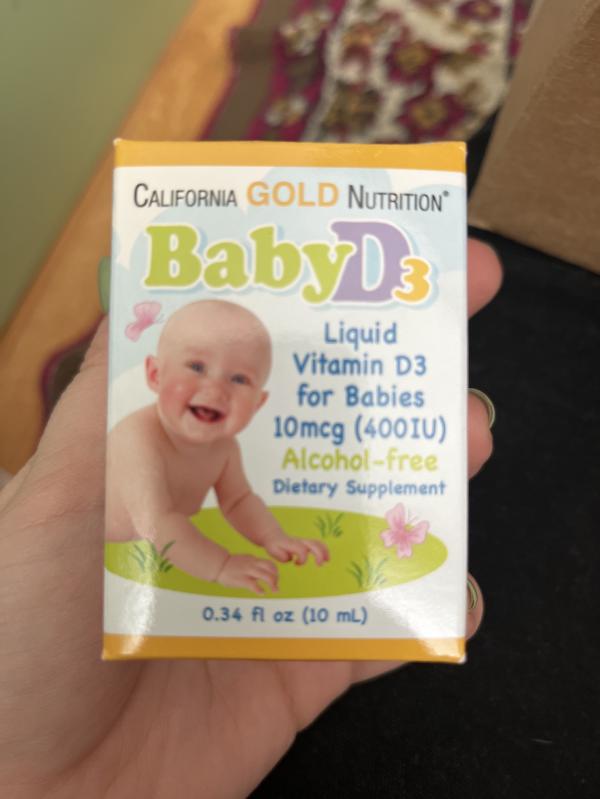 CALIFORNIA GOLD NUTRITION®
BabyD3
Liquid
Vitamin D3
for Babies
10mcg (400IU)
Alcohol-free
Dietary Supplement
0.34 fl oz (10 mL)